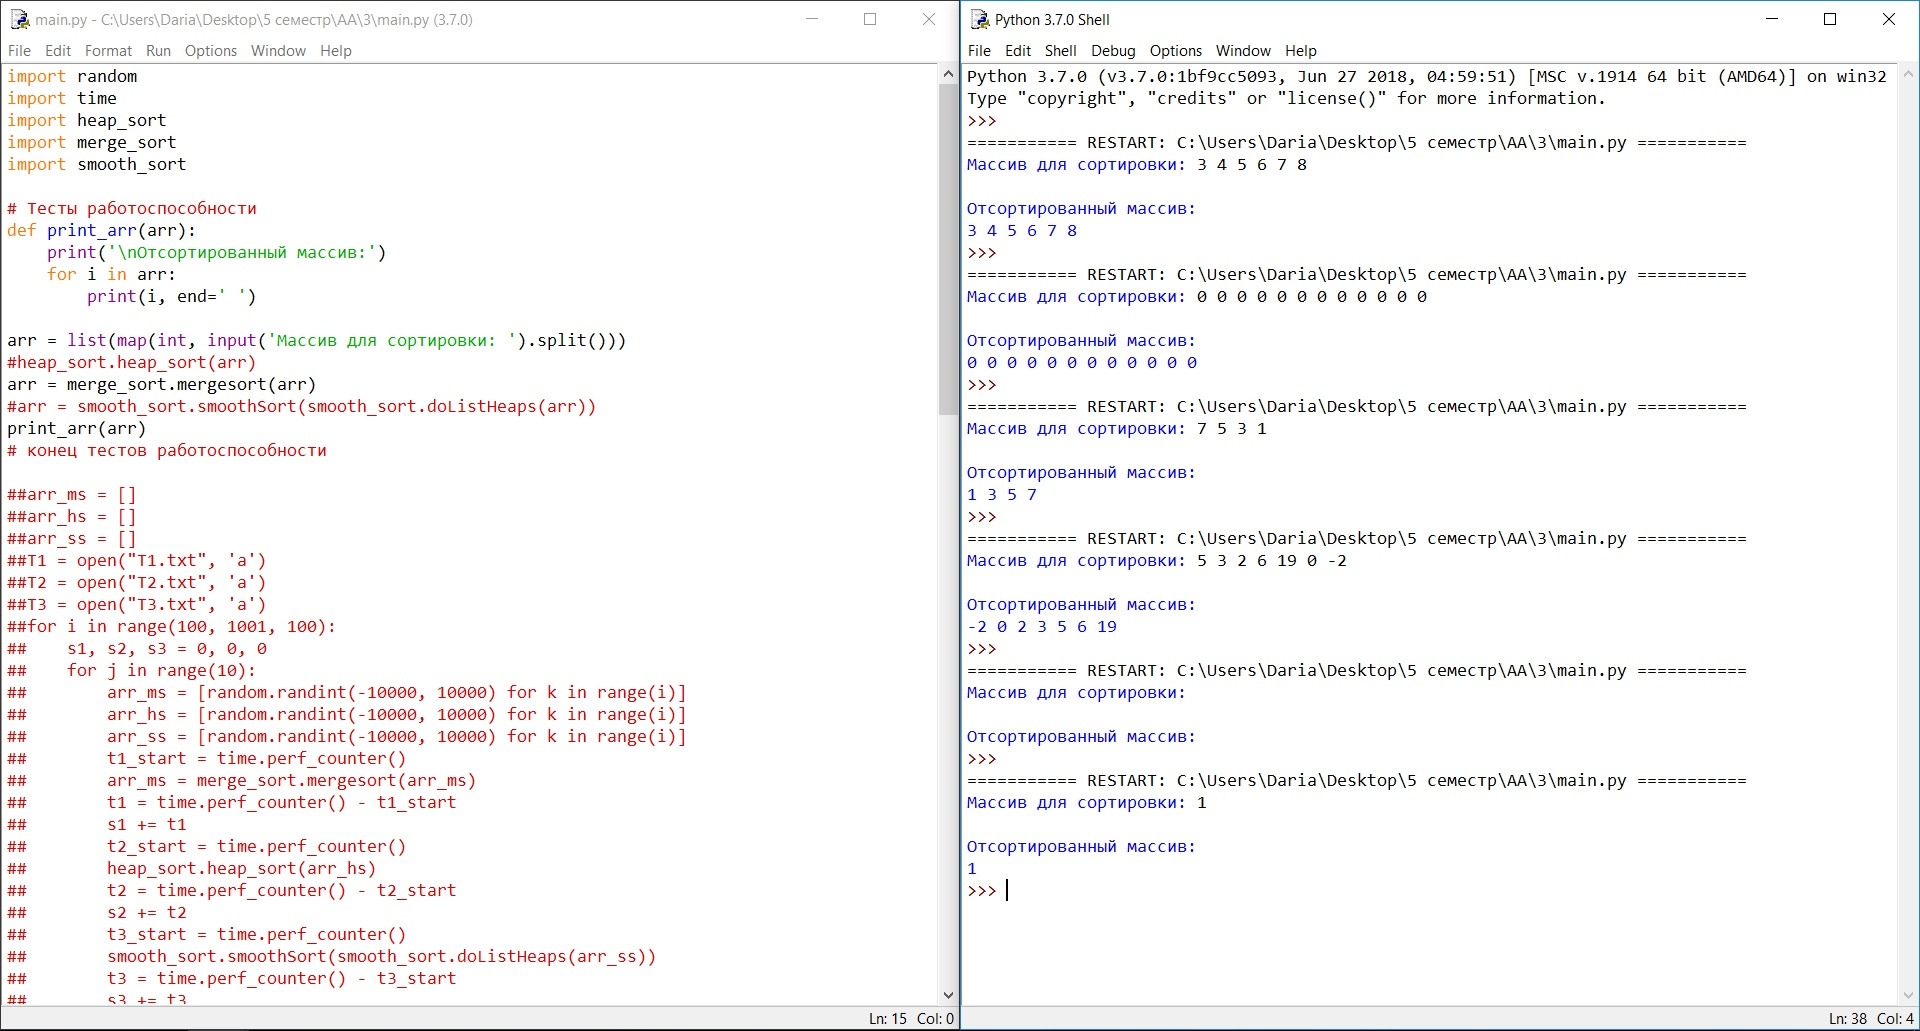 main.py - C:\Users\Daria\Desktop\5 семестр\АА\3\main.py (3.7.0)
File Edit Format Run Options Window Help
import random
import time
import heap_sort
import merge_sort
import smooth_sort
# Тесты работоспособности
def print_arr(arr):
    print('\nОтсортированный массив:')
    for i in arr:
        print(i, end=' ')
arr = list(map(int, input('Массив для сортировки: ').split()))
#heap_sort.heap_sort(arr)
arr = merge_sort.mergesort(arr)
#arr = smooth_sort.smoothSort(smooth_sort.doListHeaps(arr))
print_arr(arr)
# конец тестов работоспособности
##arr_ms = []
##arr_hs = []
##arr_ss = []
##T1 = open("T1.txt", 'a')
##T2 = open("T2.txt", 'a')
##T3 = open("T3.txt", 'a')
##for i in range(100, 1001, 100):
##    s1, s2, s3 = 0, 0, 0
##    for j in range(10):
##        arr_ms = [random.randint(-10000, 10000) for k in range(i)]
##        arr_hs = [random.randint(-10000, 10000) for k in range(i)]
##        arr_ss = [random.randint(-10000, 10000) for k in range(i)]
##        t1_start = time.perf_counter()
##        arr_ms = merge_sort.mergesort(arr_ms)
##        t1 = time.perf_counter() - t1_start
##        s1 += t1
##        t2_start = time.perf_counter()
##        heap_sort.heap_sort(arr_hs)
##        t2 = time.perf_counter() - t2_start
##        s2 += t2
##        t3_start = time.perf_counter()
##        smooth_sort.smoothSort(smooth_sort.doListHeaps(arr_ss))
##        t3 = time.perf_counter() - t3_start
##        s3 += t3
Ln: 15 Col: 0
Python 3.7.0 Shell
File Edit Shell Debug Options Window Help
Python 3.7.0 (v3.7.0:1bf9cc5093, Jun 27 2018, 04:59:51) [MSC v.1914 64 bit (AMD64)] on win32
Type "copyright", "credits" or "license()" for more information.
>>>
=========== RESTART: C:\Users\Daria\Desktop\5 семестр\АА\3\main.py ===========
Массив для сортировки: 3 4 5 6 7 8
Отсортированный массив:
3 4 5 6 7 8
>>>
=========== RESTART: C:\Users\Daria\Desktop\5 семестр\АА\3\main.py ===========
Массив для сортировки: 0 0 0 0 0 0 0 0 0 0 0 0
Отсортированный массив:
0 0 0 0 0 0 0 0 0 0 0 0
>>>
=========== RESTART: C:\Users\Daria\Desktop\5 семестр\АА\3\main.py ===========
Массив для сортировки: 7 5 3 1
Отсортированный массив:
1 3 5 7
>>>
=========== RESTART: C:\Users\Daria\Desktop\5 семестр\АА\3\main.py ===========
Массив для сортировки: 5 3 2 6 19 0 -2
Отсортированный массив:
-2 0 2 3 5 6 19
>>>
=========== RESTART: C:\Users\Daria\Desktop\5 семестр\АА\3\main.py ===========
Массив для сортировки:
Отсортированный массив:
>>>
=========== RESTART: C:\Users\Daria\Desktop\5 семестр\АА\3\main.py ===========
Массив для сортировки: 1
Отсортированный массив:
1
>>>
Ln: 38 Col: 4